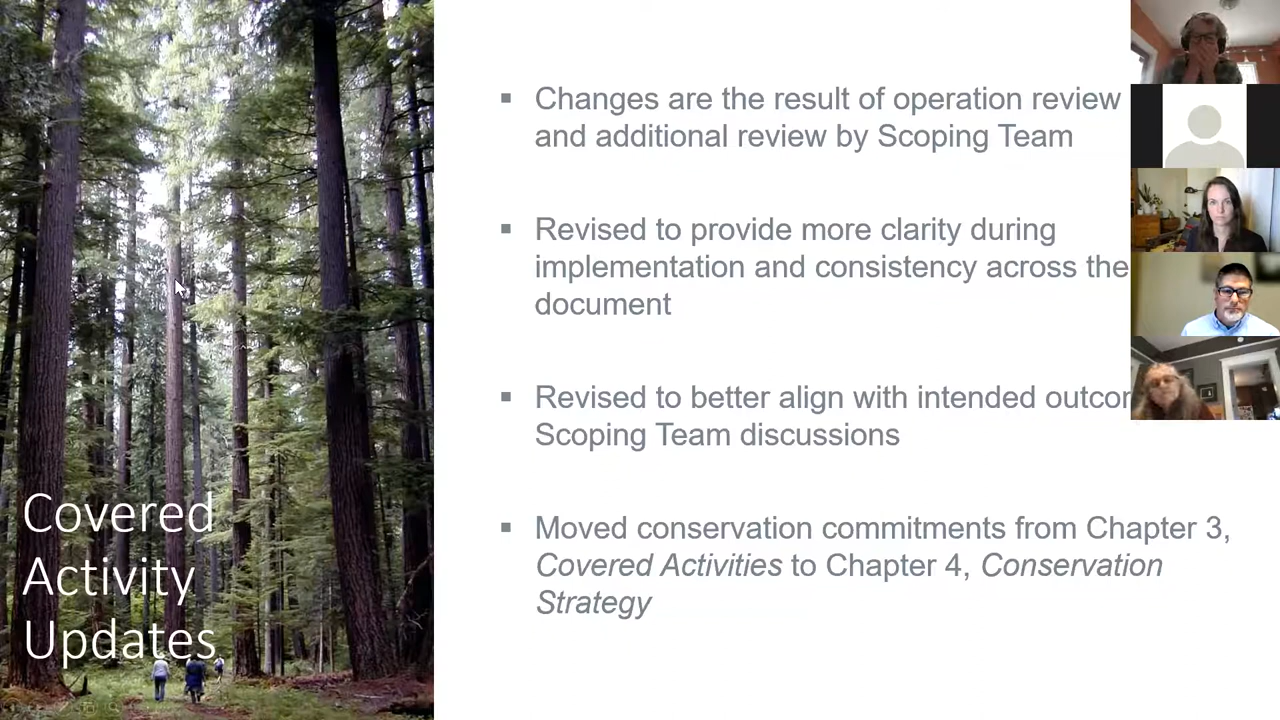 Covered
Activity
Updates
▪ Changes are the result of operation review
and additional review by Scoping Team
▪ Revised to provide more clarity during
implementation and consistency across the
document
▪ Revised to better align with intended
Scoping Team discussions
▪ Moved conservation commitments from Chapter 3,
Covered Activities to Chapter 4, Conservation
Strategy